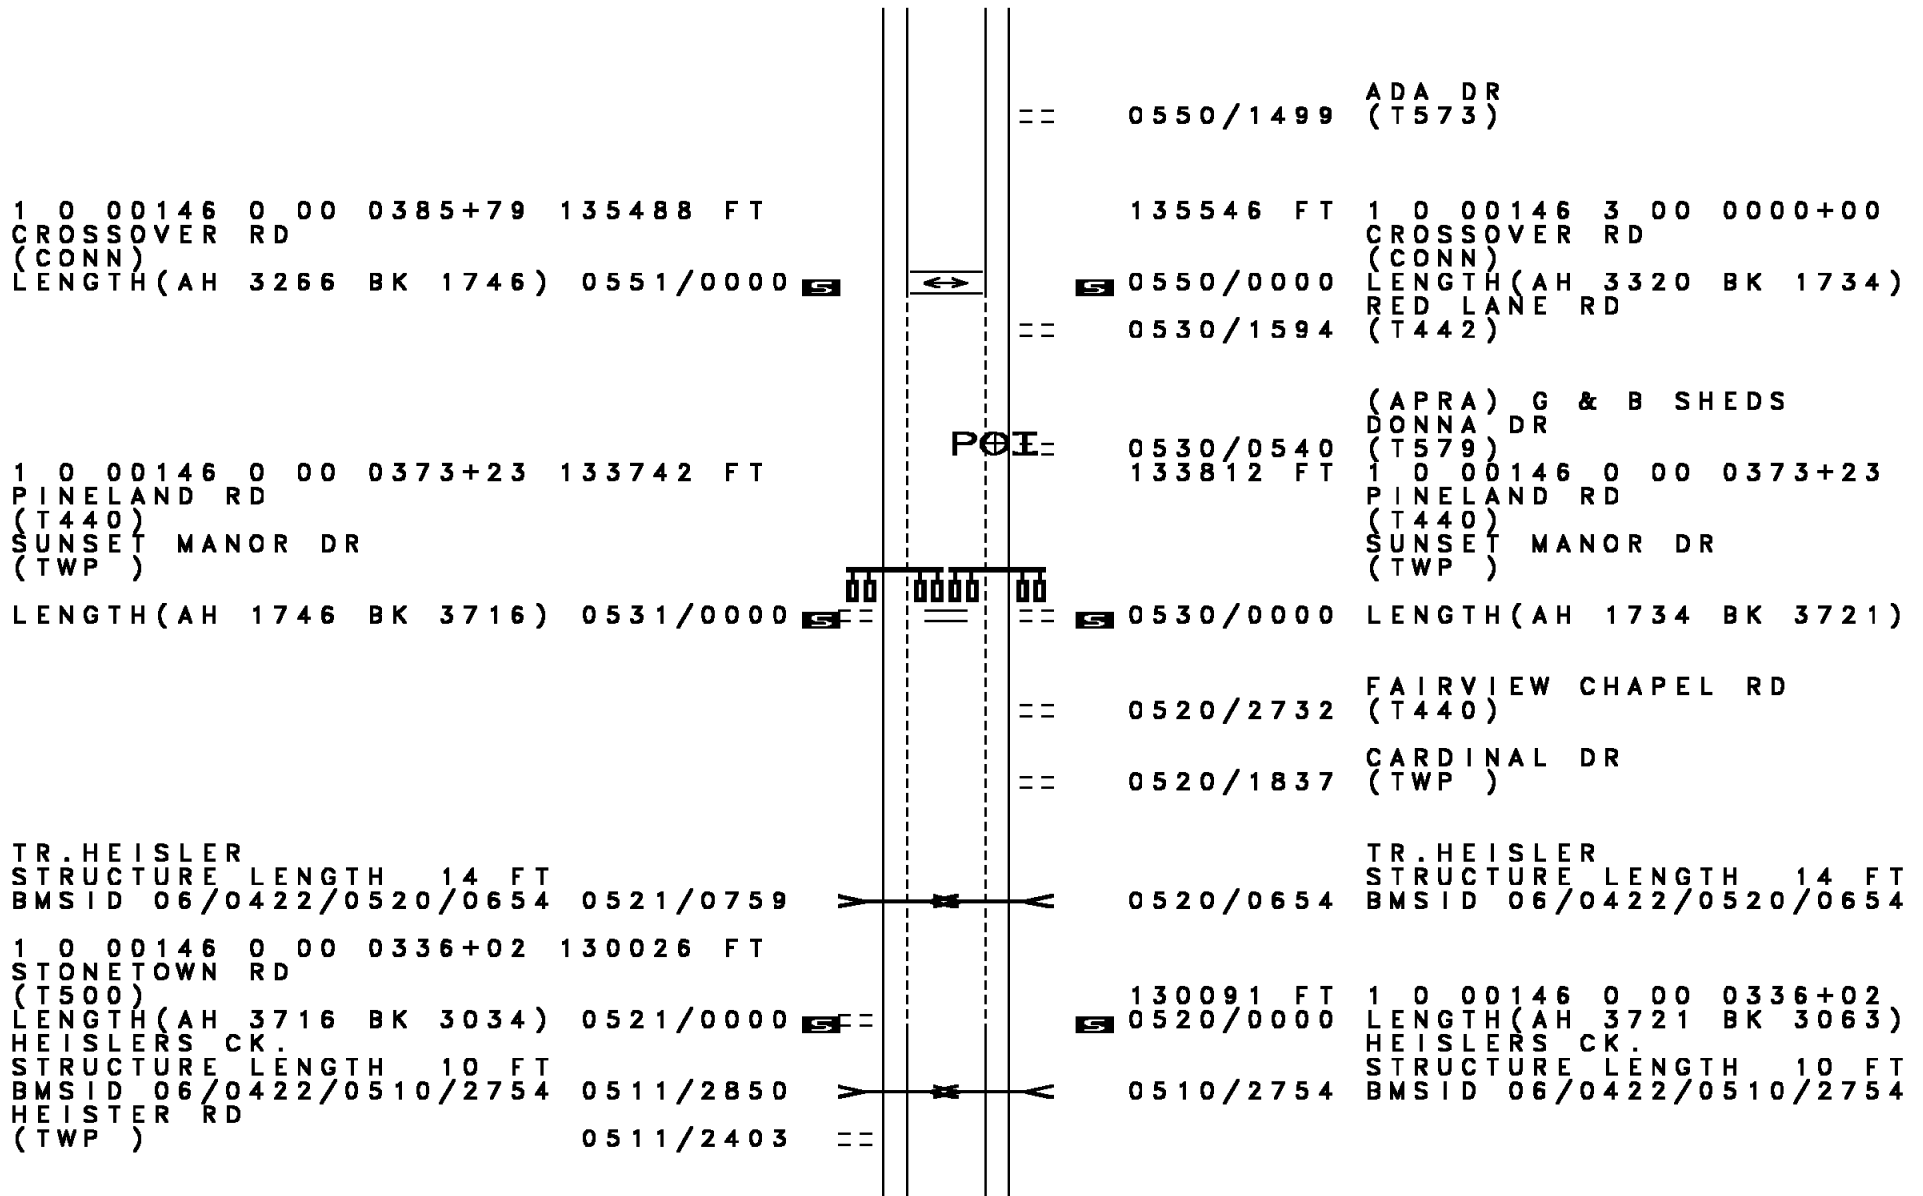 ADA DR
0550/1499 (T573)
1 0 00146 0 00 0385+79 135488 FT
CROSSOVER RD
(CONN)
LENGTH(AH 3266 BK 1746) 0551/0000 S
135546 FT 1 0 00146 3 00 0000+00
CROSSOVER RD
(CONN)
S 0550/0000 LENGTH(AH 3320 BK 1734)
RED LANE RD
0530/1594 (T442)
(APRA) G & B SHEDS
DONNA DR
POI 0530/0540 (T579)
1 0 00146 0 00 0373+23 133742 FT
PINELAND RD
(T440)
SUNSET MANOR DR
(TWP )
LENGTH(AH 1746 BK 3716) 0531/0000 S
133812 FT 1 0 00146 0 00 0373+23
PINELAND RD
(T440)
SUNSET MANOR DR
(TWP )
S 0530/0000 LENGTH(AH 1734 BK 3721)
FAIRVIEW CHAPEL RD
0520/2732 (T440)
CARDINAL DR
0520/1837 (TWP )
TR.HEISLER
STRUCTURE LENGTH 14 FT
BMSID 06/0422/0520/0654 0521/0759
TR.HEISLER
STRUCTURE LENGTH 14 FT
0520/0654 BMSID 06/0422/0520/0654
1 0 00146 0 00 0336+02 130026 FT
STONETOWN RD
(T500)
LENGTH(AH 3716 BK 3034) 0521/0000 S
HEISLERS CK.
STRUCTURE LENGTH 10 FT
BMSID 06/0422/0510/2754 0511/2850
HEISTER RD
(TWP ) 0511/2403
130091 FT 1 0 00146 0 00 0336+02
S 0520/0000 LENGTH(AH 3721 BK 3063)
HEISLERS CK.
STRUCTURE LENGTH 10 FT
0510/2754 BMSID 06/0422/0510/2754